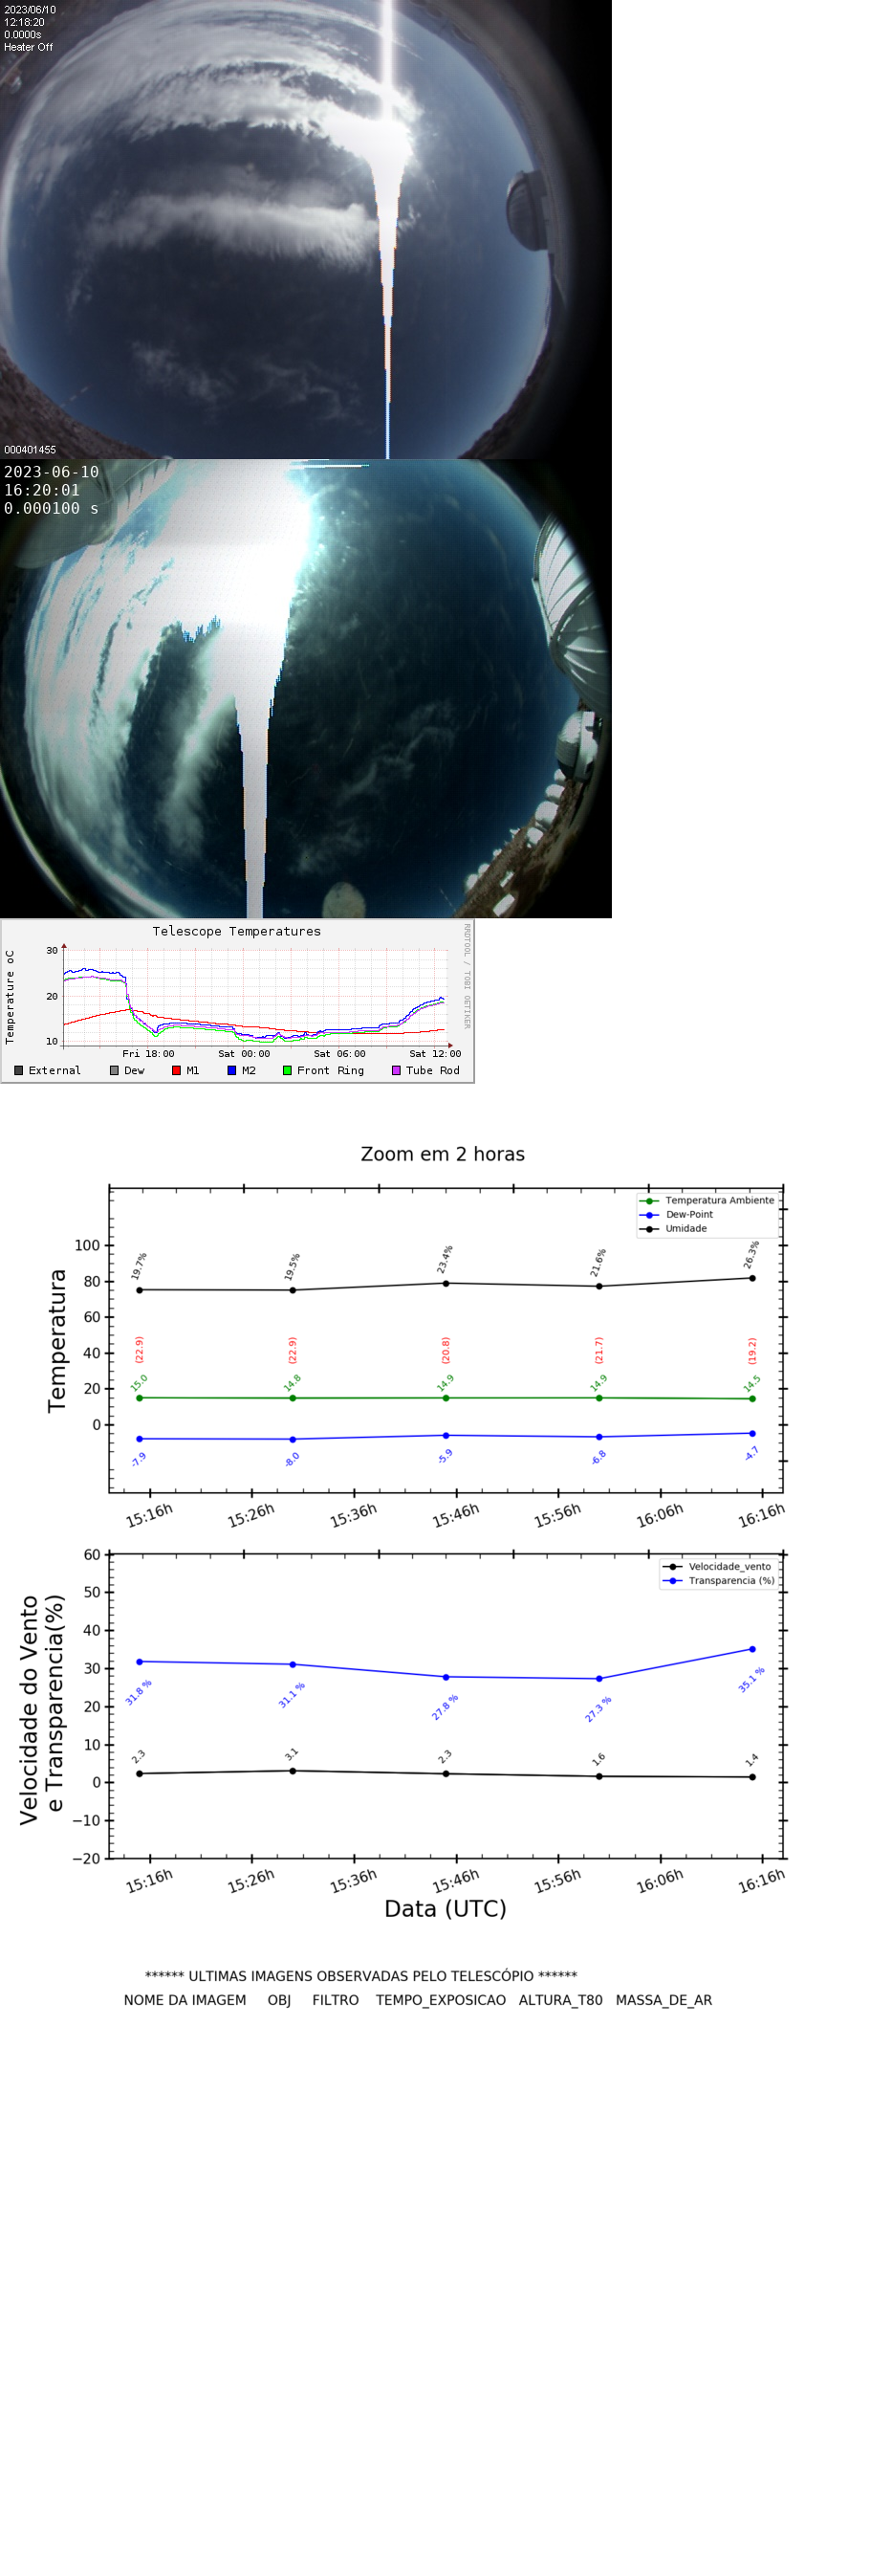 2023/06/10
12:18:20
0.0000s
Heater Off
000401455
2023-06-10
16:20:01
0.000100 s
Telescope Temperatures
RRDTOOL / TOBI OETIKER
Temperature oC
30
20
10
Fri 18:00 Sat 00:00 Sat 06:00 Sat 12:00
External Dew M1 M2 Front Ring Tube Rod
Zoom em 2 horas
Temperatura Ambiente
Dew-Point
Umidade
Temperatura
100
80
60
40
20
0
19.7% 19.5% 23.4% 21.6% 26.3%
(22.9) (22.9) (20.8) (21.7) (19.2)
15.0 14.8 14.9 14.9 14.5
-7.9 -8.0 -5.9 -6.8 -4.7
15:16h 15:26h 15:36h 15:46h 15:56h 16:06h 16:16h
Velocidade_vento
Transparencia (%)
Velocidade do Vento
e Transparencia(%)
60
50
40
30
20
10
0
−10
−20
31.8 % 31.1 % 27.8 % 27.3 % 35.1 %
2.3 3.1 2.3 1.6 1.4
15:16h 15:26h 15:36h 15:46h 15:56h 16:06h 16:16h
Data (UTC)
****** ULTIMAS IMAGENS OBSERVADAS PELO TELESCÓPIO ******
NOME DA IMAGEM OBJ FILTRO TEMPO_EXPOSICAO ALTURA_T80 MASSA_DE_AR